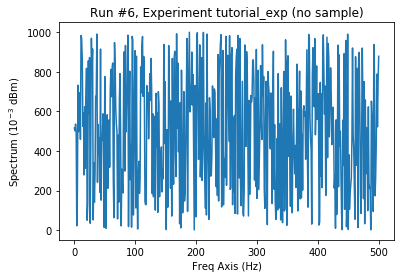 Run #6, Experiment tutorial_exp (no sample)
1000
800
600
400
200
0
Spectrum (10⁻³ dBm)
0 100 200 300 400 500
Freq Axis (Hz)